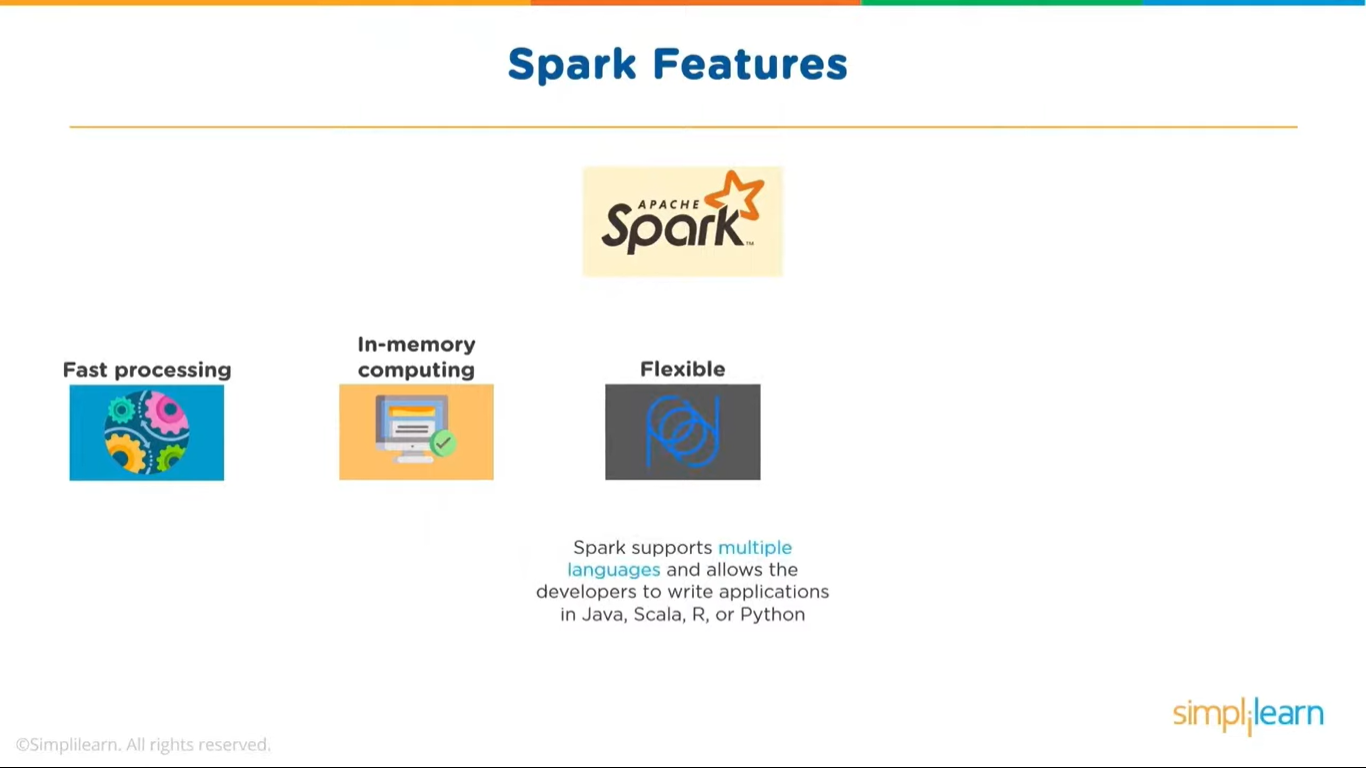 Spark Features
APACHE
Spark™
Fast processing
In-memory
computing
Flexible
Spark supports multiple
languages and allows the
developers to write applications
in Java, Scala, R, or Python
simplilearn
©Simplilearn. All rights reserved.